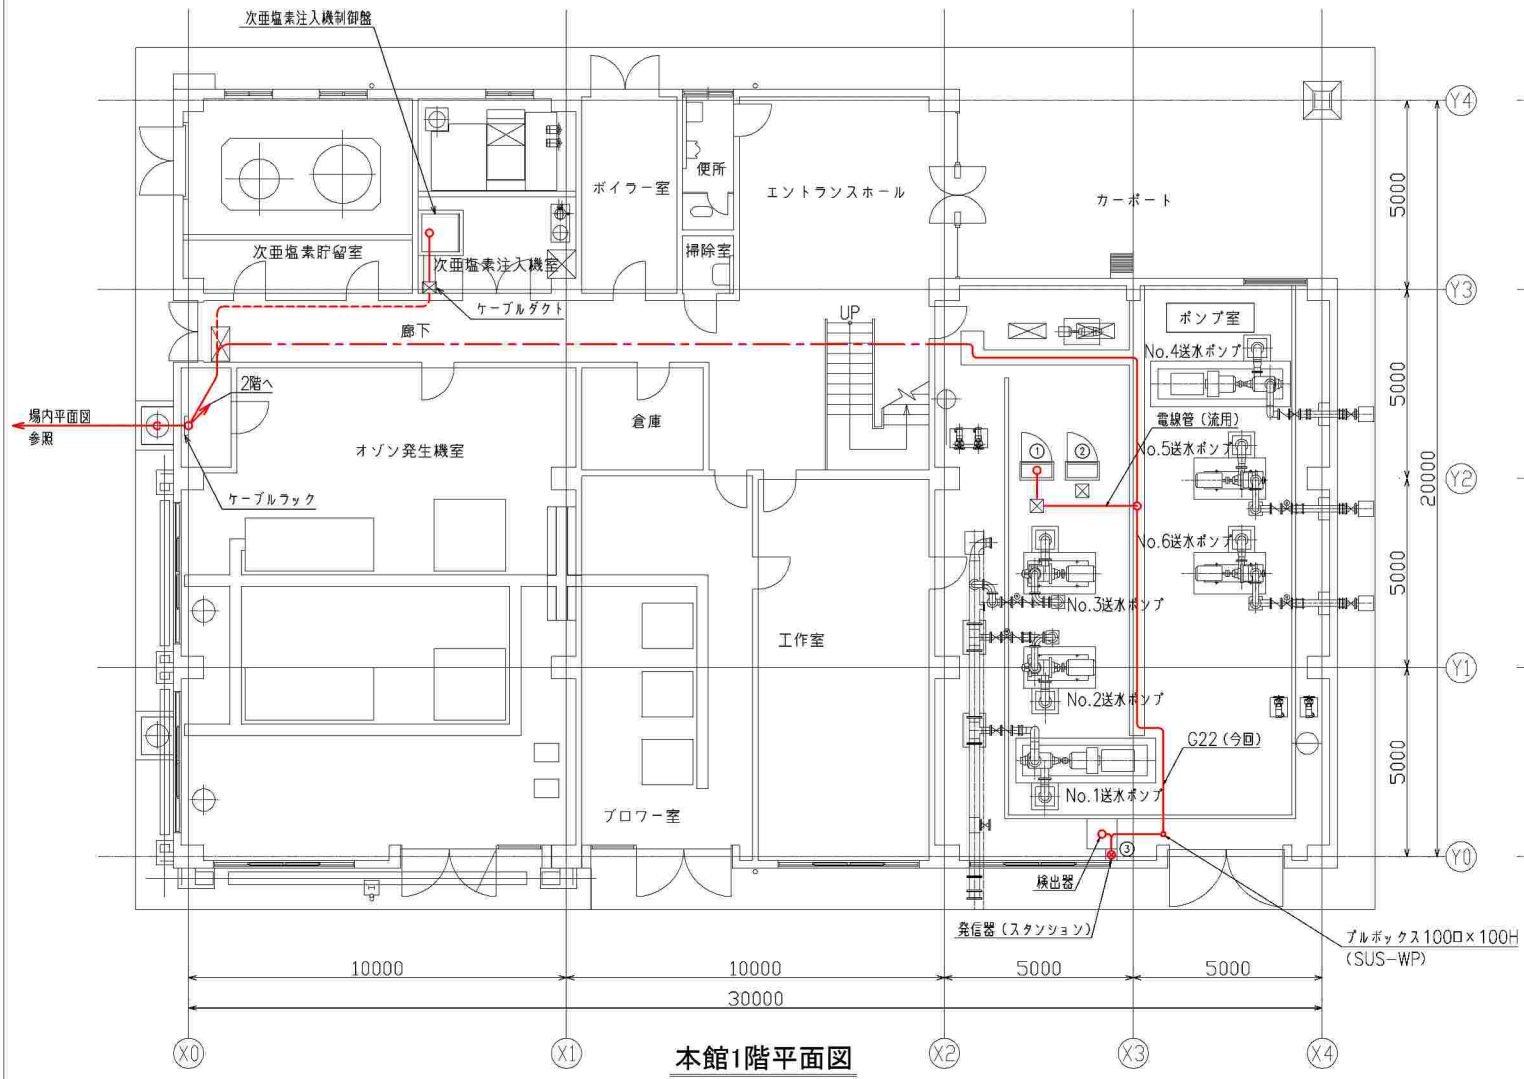 次亜塩素注入機制御盤
Y4
5000
便所
ボイラー室
エントランスホール
カーポート
次亜塩素貯留室
次亜塩素注入機室
掃除室
Y3
ケーブルダクト
UP
廊下
ポンプ室
No.4送水ポンプ
2階へ
場内平面図
参照
倉庫
電線管(流用)
5000
オゾン発生機室
① ②
No.5送水ポンプ
ケーブルラック
Y2
20000
No.6送水ポンプ
5000
No.3送水ポンプ
工作室
Y1
No.2送水ポンプ
G22(今回)
5000
No.1送水ポンプ
ブロワー室
③
Y0
検出器
発信器(スタンション)
プルボックス100□×100H
(SUS-WP)
10000 10000 5000 5000
30000
X0 X1 X2 X3 X4
本館1階平面図